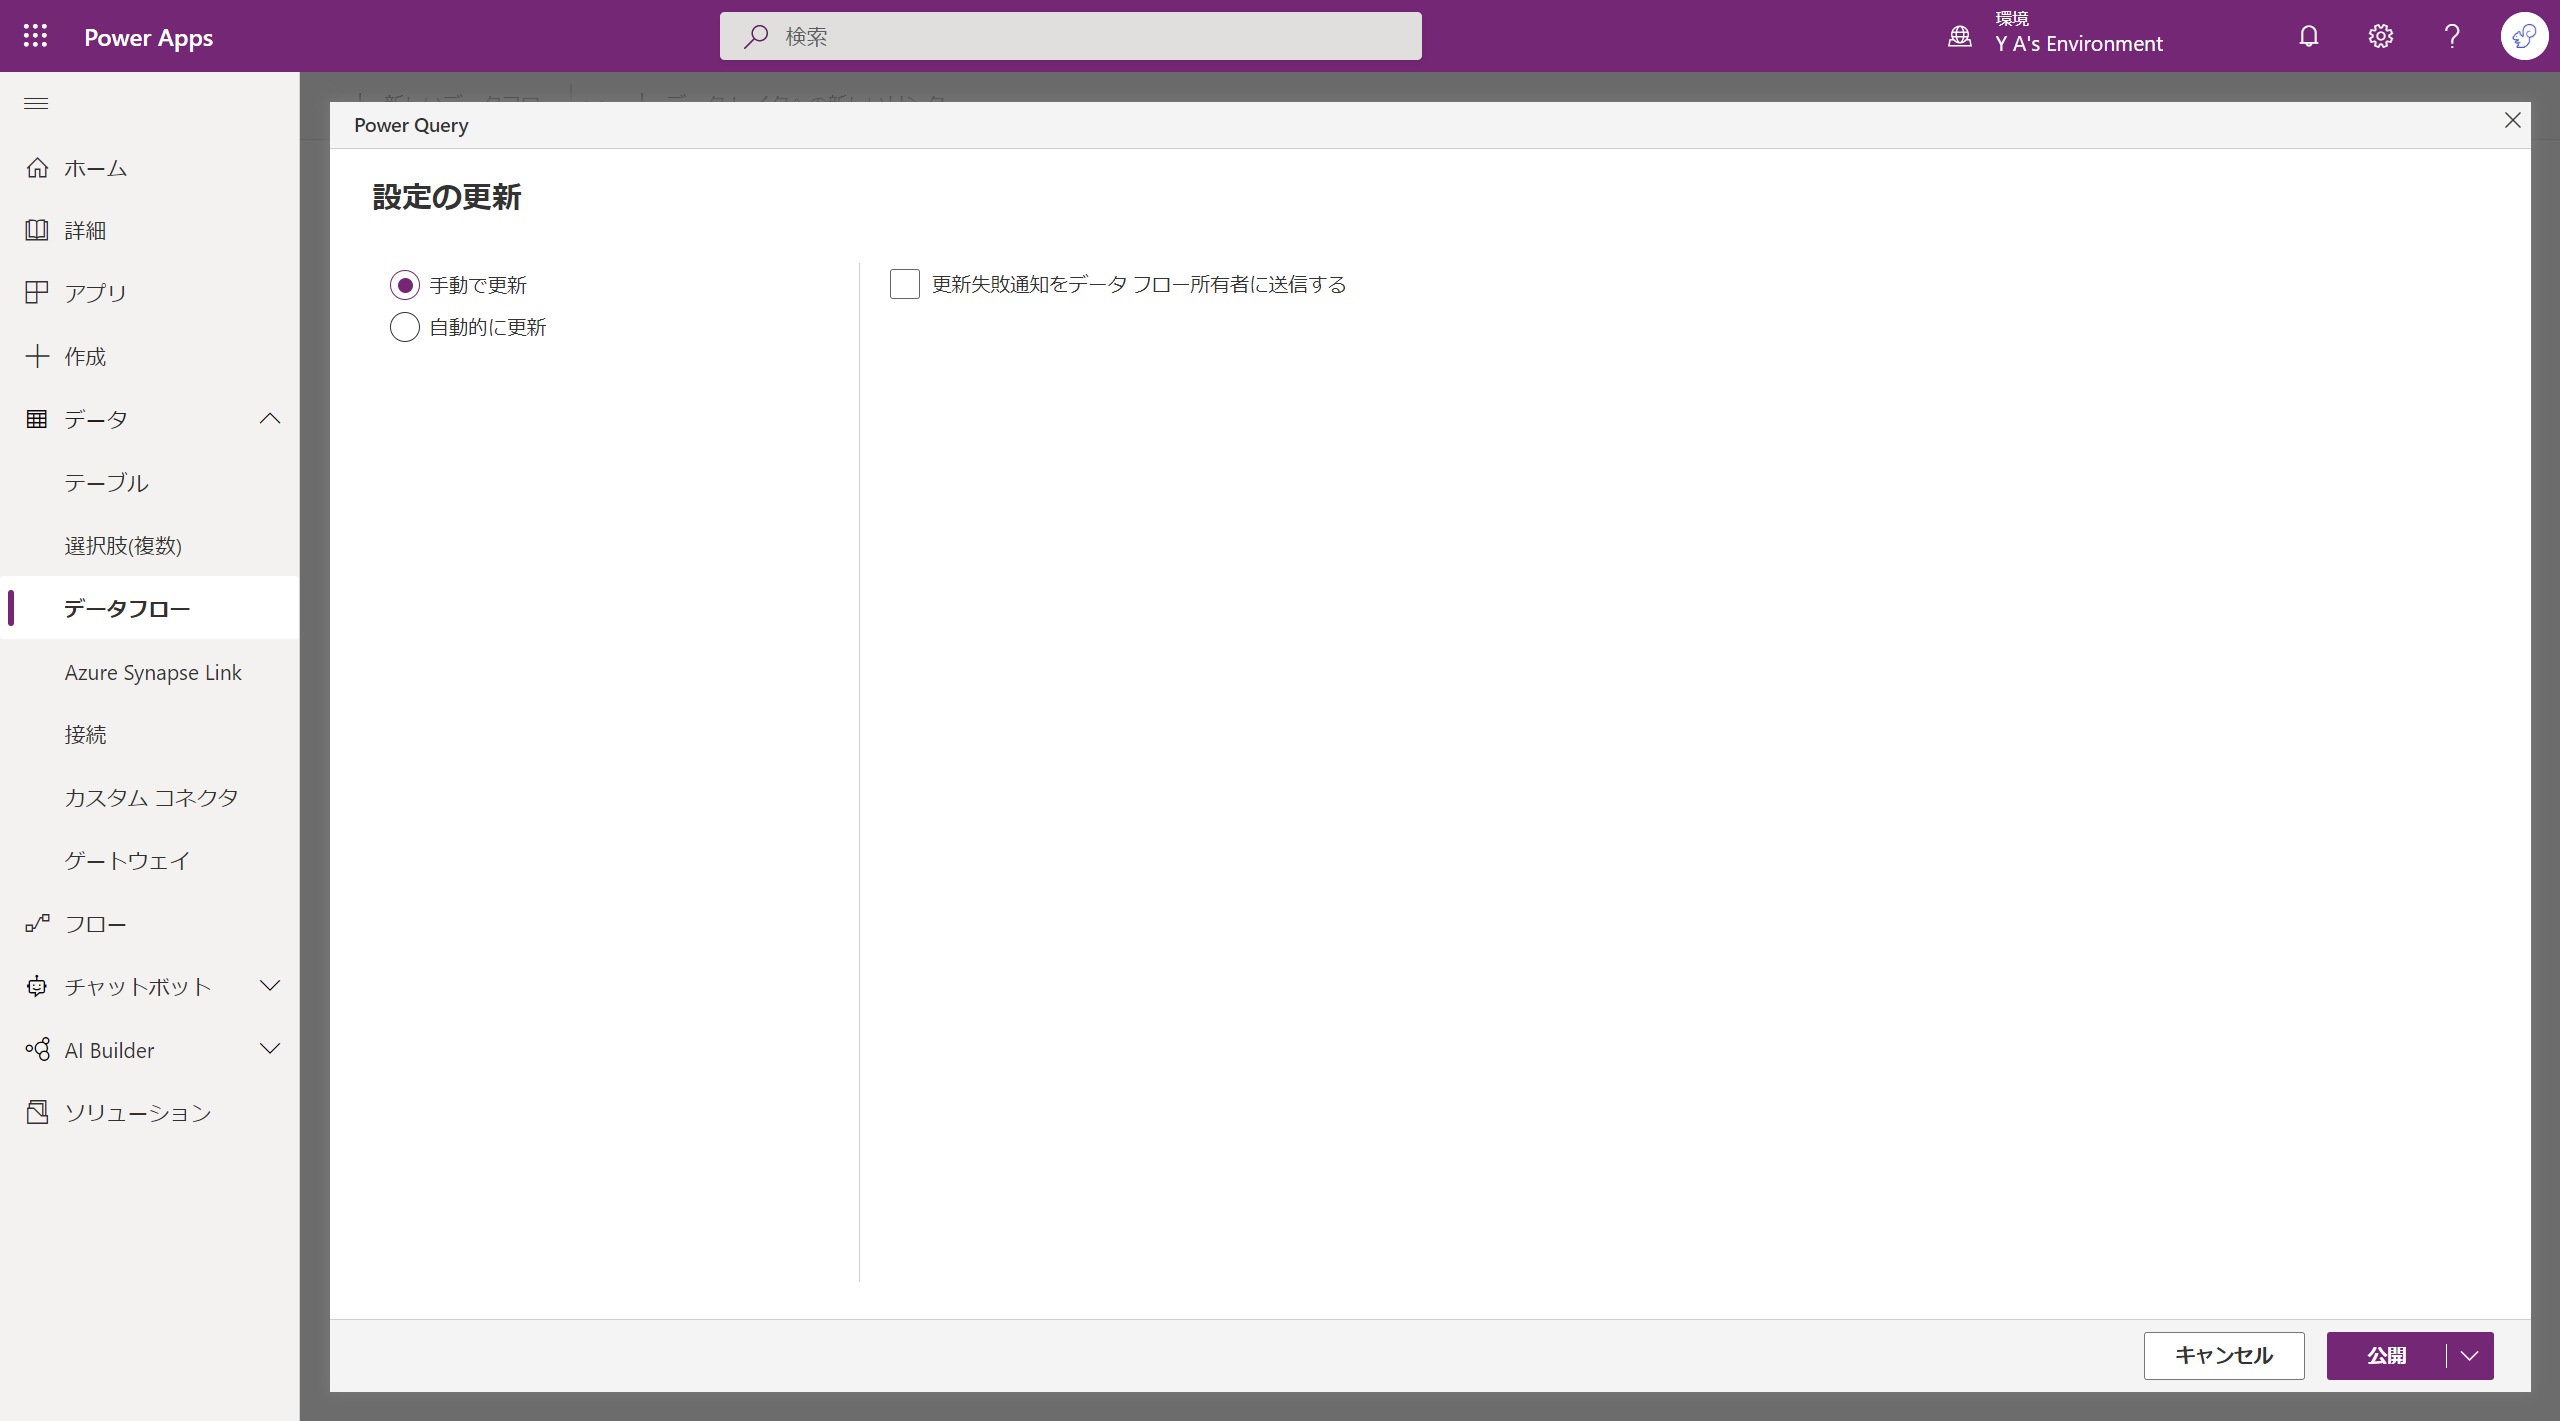 Power Apps
検索
環境
Y A's Environment
Power Query
設定の更新
手動で更新
自動的に更新
更新失敗通知をデータ フロー所有者に送信する
ホーム
詳細
アプリ
作成
データ
テーブル
選択肢(複数)
データフロー
Azure Synapse Link
接続
カスタム コネクタ
ゲートウェイ
フロー
チャットボット
AI Builder
ソリューション
キャンセル
公開